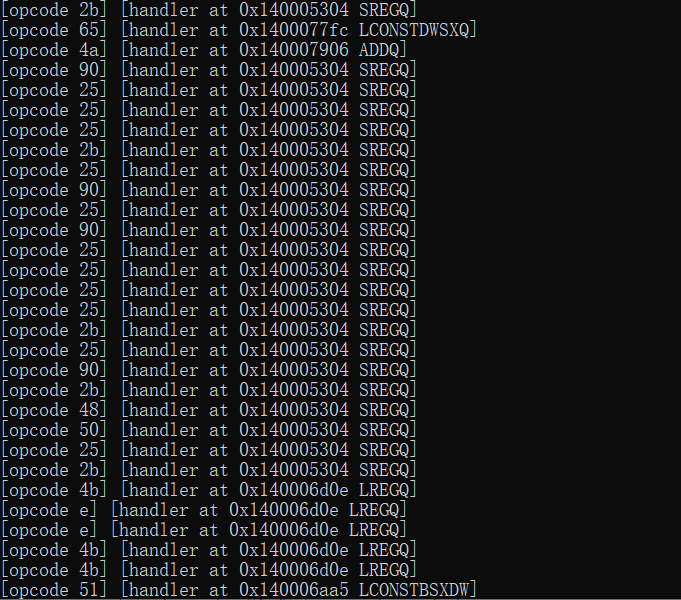 [opcode 2b] [handler at 0x140005304 SREGQ]
[opcode 65] [handler at 0x1400077fc LCONSTDWSXQ]
[opcode 4a] [handler at 0x140007906 ADDQ]
[opcode 90] [handler at 0x140005304 SREGQ]
[opcode 25] [handler at 0x140005304 SREGQ]
[opcode 25] [handler at 0x140005304 SREGQ]
[opcode 25] [handler at 0x140005304 SREGQ]
[opcode 2b] [handler at 0x140005304 SREGQ]
[opcode 25] [handler at 0x140005304 SREGQ]
[opcode 90] [handler at 0x140005304 SREGQ]
[opcode 25] [handler at 0x140005304 SREGQ]
[opcode 90] [handler at 0x140005304 SREGQ]
[opcode 25] [handler at 0x140005304 SREGQ]
[opcode 25] [handler at 0x140005304 SREGQ]
[opcode 25] [handler at 0x140005304 SREGQ]
[opcode 25] [handler at 0x140005304 SREGQ]
[opcode 2b] [handler at 0x140005304 SREGQ]
[opcode 25] [handler at 0x140005304 SREGQ]
[opcode 90] [handler at 0x140005304 SREGQ]
[opcode 2b] [handler at 0x140005304 SREGQ]
[opcode 48] [handler at 0x140005304 SREGQ]
[opcode 50] [handler at 0x140005304 SREGQ]
[opcode 25] [handler at 0x140005304 SREGQ]
[opcode 2b] [handler at 0x140005304 SREGQ]
[opcode 4b] [handler at 0x140006d0e LREGQ]
[opcode e] [handler at 0x140006d0e LREGQ]
[opcode e] [handler at 0x140006d0e LREGQ]
[opcode 4b] [handler at 0x140006d0e LREGQ]
[opcode 4b] [handler at 0x140006d0e LREGQ]
[opcode 51] [handler at 0x140006aa5 LCONSTBSXDW]